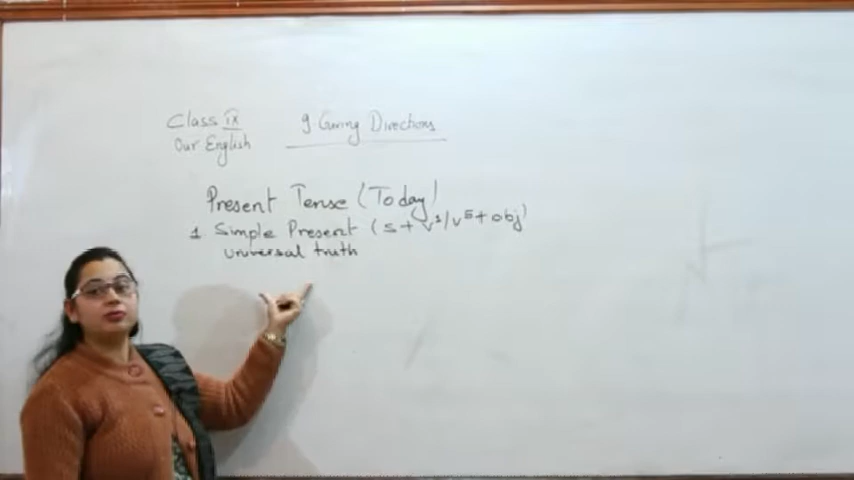 Class IX 9 Giving Directions
Our English
Present Tense (Today)
1 Simple Present (S + V¹/V⁵ + obj)
universal truth